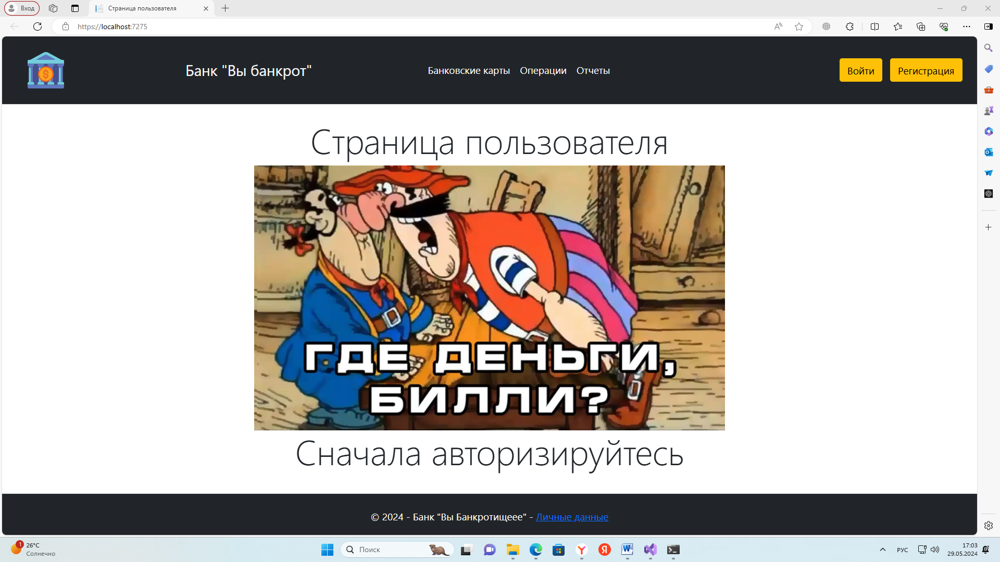 Вход
Страница пользователя
https://localhost:7275
Банк "Вы банкрот"
Банковские карты
Операции
Отчеты
Войти
Регистрация
Страница пользователя
ГДЕ ДЕНЬГИ,
БИЛЛИ?
Сначала авторизируйтесь
© 2024 - Банк "Вы Банкротищеее" - Личные данные
1
26°C
Солнечно
Поиск
РУС
17:03
29.05.2024